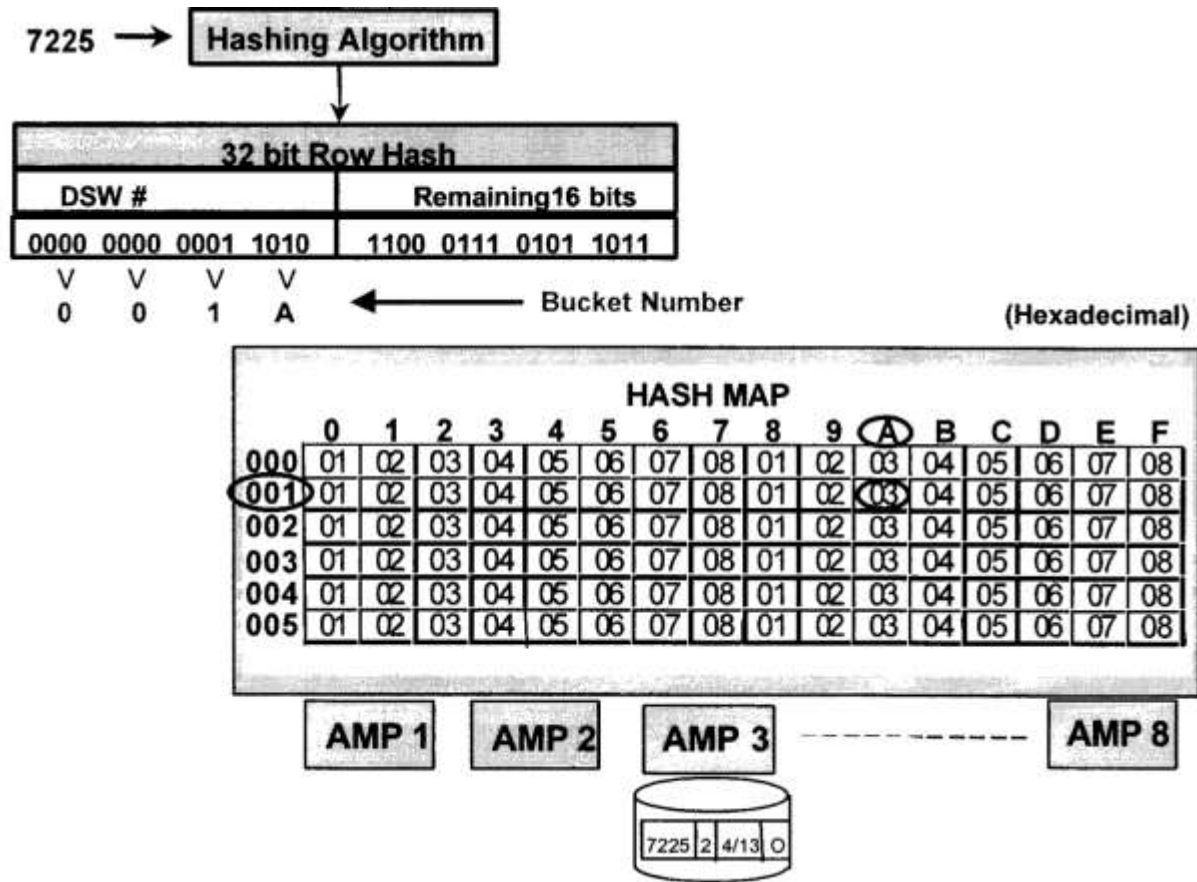 7225 Hashing Algorithm
32 bit Row Hash
DSW # Remaining16 bits
0000 0000 0001 1010 1100 0111 0101 1011
0 0 1 A Bucket Number (Hexadecimal)
HASH MAP
0 1 2 3 4 5 6 7 8 9 A B C D E F
000 01 02 03 04 05 06 07 08 01 02 03 04 05 06 07 08
001 01 02 03 04 05 06 07 08 01 02 03 04 05 06 07 08
002 01 02 03 04 05 06 07 08 01 02 03 04 05 06 07 08
003 01 02 03 04 05 06 07 08 01 02 03 04 05 06 07 08
004 01 02 03 04 05 06 07 08 01 02 03 04 05 06 07 08
005 01 02 03 04 05 06 07 08 01 02 03 04 05 06 07 08
AMP 1 AMP 2 AMP 3 AMP 8
7225 2 4/13 O